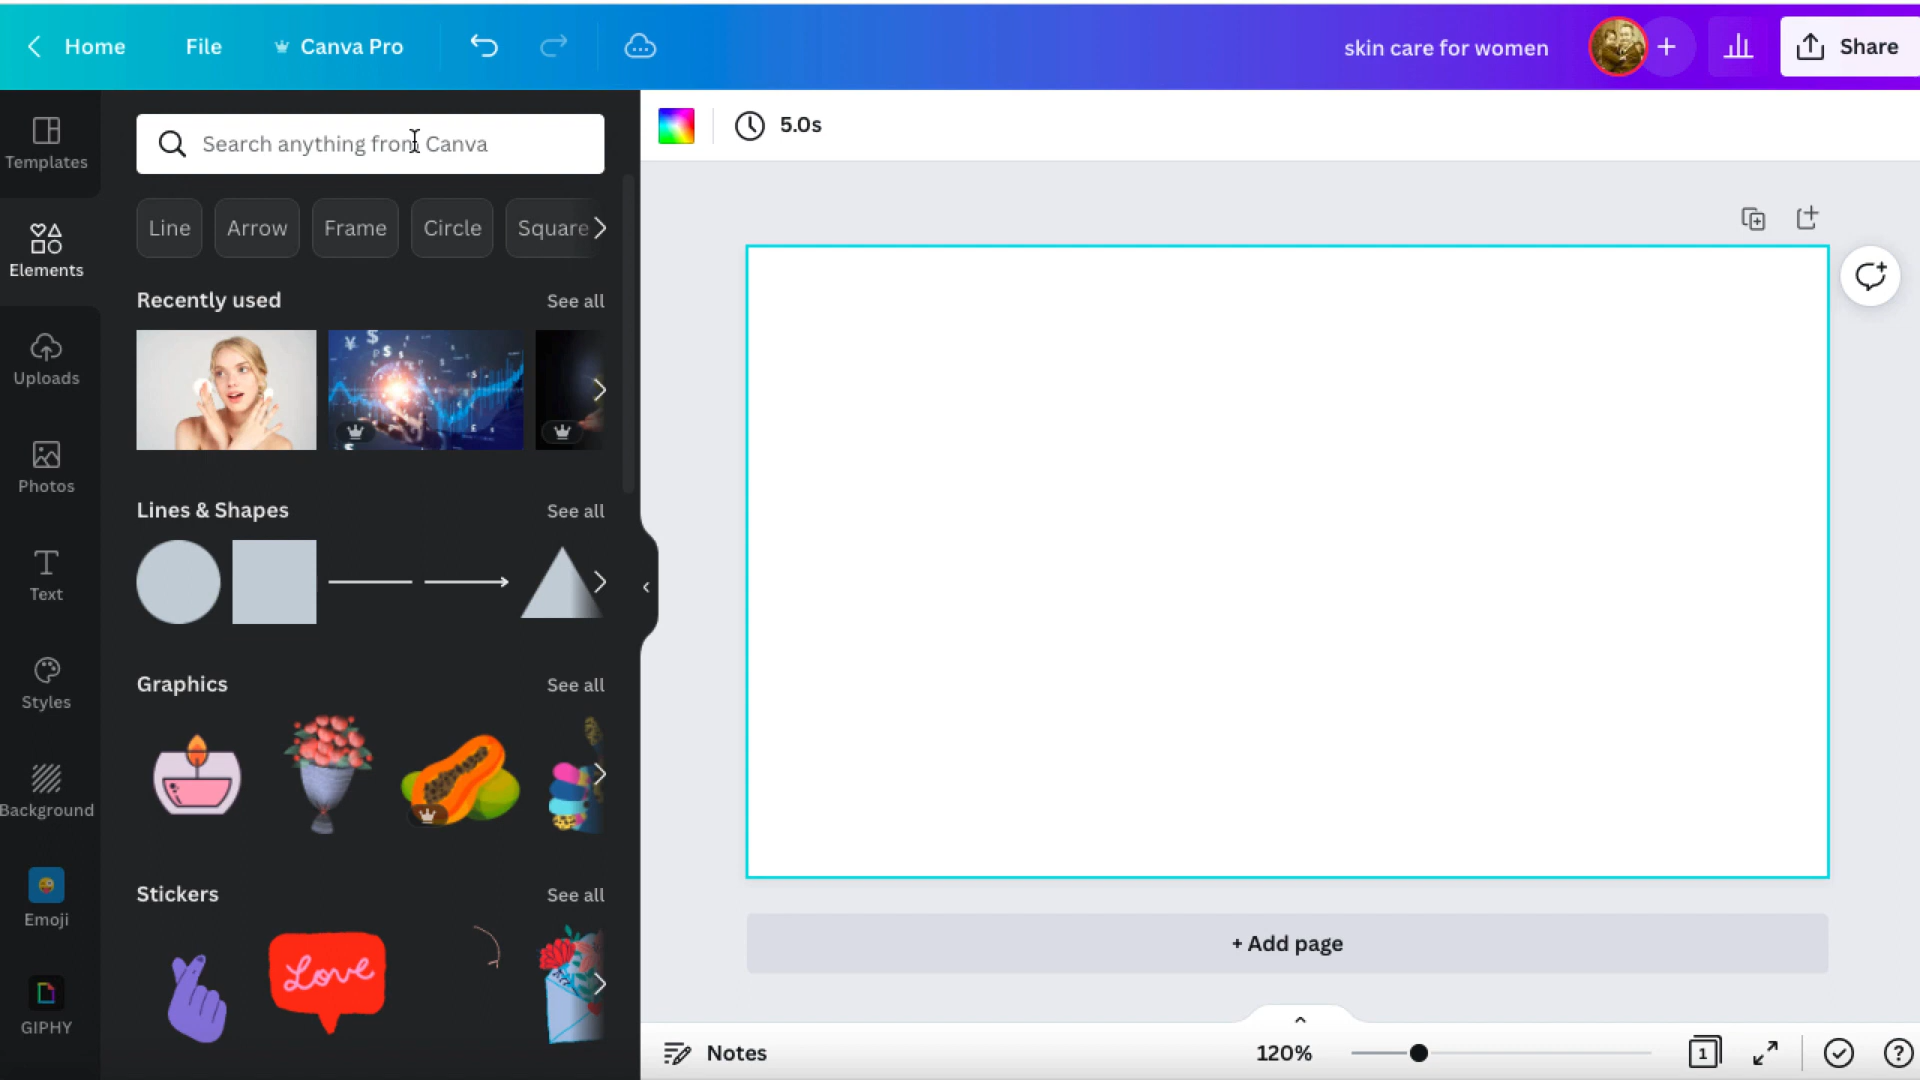 Home File Canva Pro skin care for women Share
5.0s
Templates
Elements
Uploads
Photos
Text
Styles
Background
Emoji
GIPHY
Search anything from Canva
Line Arrow Frame Circle Square
Recently used See all
Lines & Shapes See all
Graphics See all
Stickers See all
Love
+ Add page
Notes 120% 1 ?